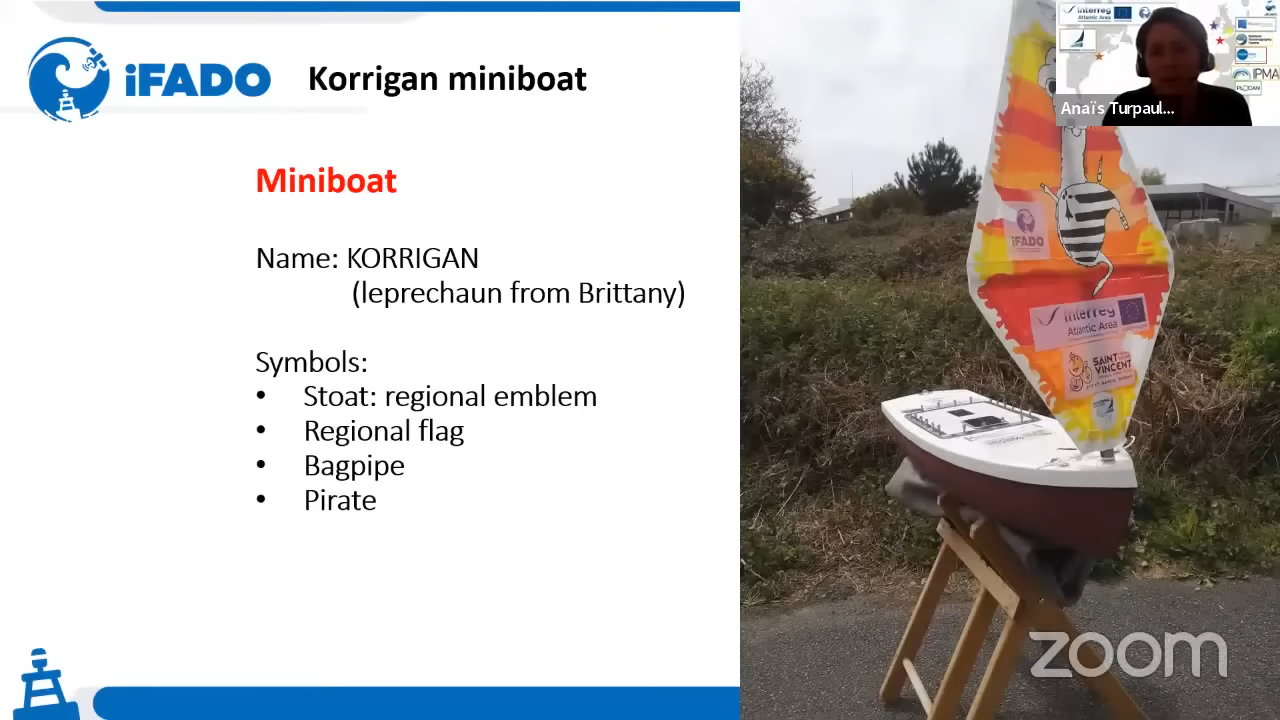 iFADO
Korrigan miniboat
Miniboat
Name: KORRIGAN
(leprechaun from Brittany)
Symbols:
• Stoat: regional emblem
• Regional flag
• Bagpipe
• Pirate
Interreg
Atlantic Area
IPMA
PLOCAN
Anaïs Turpaul...
iFADO
Interreg
Atlantic Area
SAINT
VINCENT
zoom